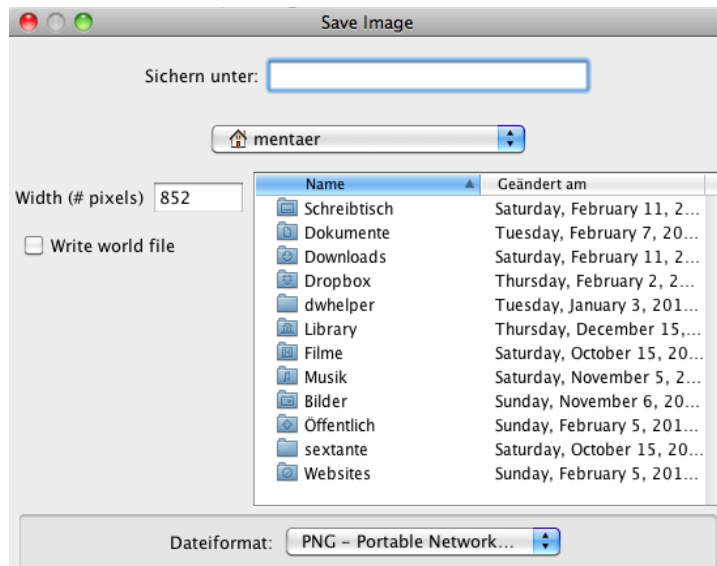 Save Image
Sichern unter:
mentaer
Width (# pixels) 852
Write world file
Name Geändert am
Schreibtisch Saturday, February 11, 2...
Dokumente Tuesday, February 7, 20...
Downloads Saturday, February 11, 2...
Dropbox Thursday, February 2, 2...
dwhelper Tuesday, January 3, 201...
Library Thursday, December 15,...
Filme Saturday, October 15, 20...
Musik Saturday, November 5, 2...
Bilder Sunday, November 6, 20...
Öffentlich Sunday, February 5, 201...
sextante Saturday, October 15, 20...
Websites Sunday, February 5, 201...
Dateiformat: PNG – Portable Network...